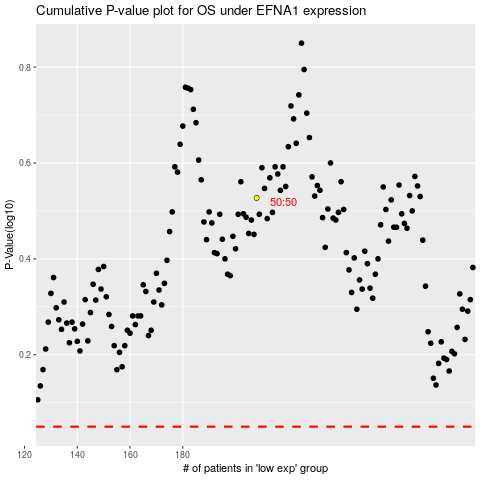 Cumulative P-value plot for OS under EFNA1 expression
P-Value(log10)
0.8
0.6
0.4
0.2
50:50
120 140 160 180
# of patients in 'low exp' group